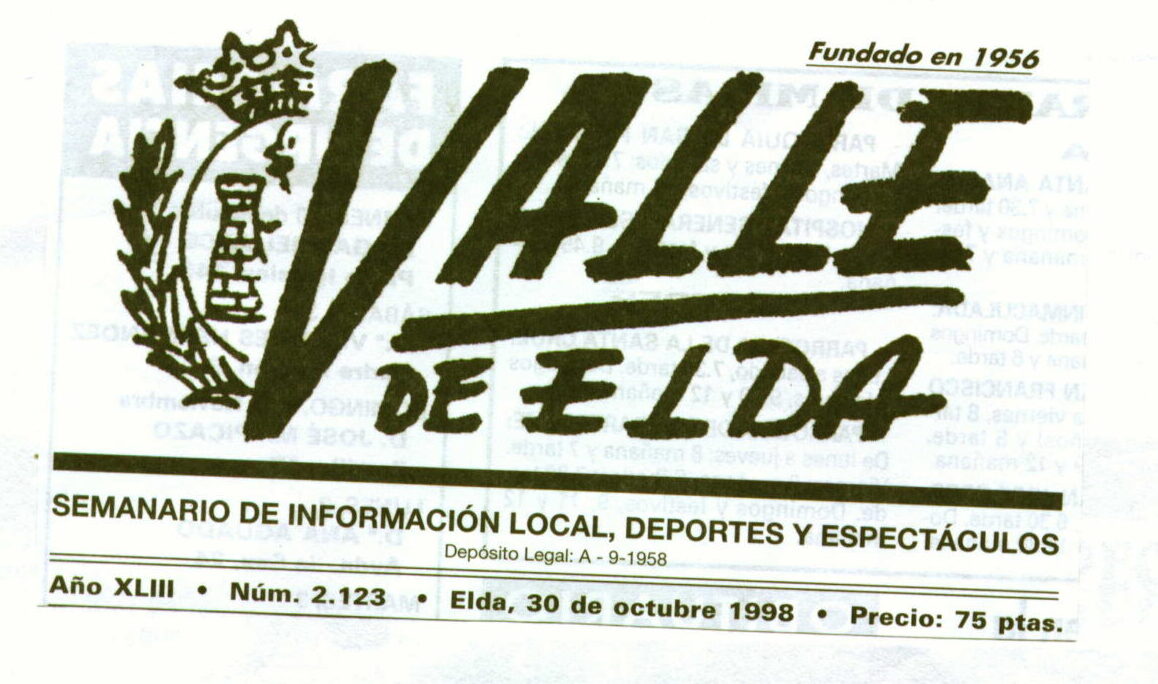 Fundado en 1956
VALLE
DE ELDA
SEMANARIO DE INFORMACIÓN LOCAL, DEPORTES Y ESPECTÁCULOS
Depósito Legal: A - 9-1958
Año XLIII • Núm. 2.123 • Elda, 30 de octubre 1998 • Precio: 75 ptas.